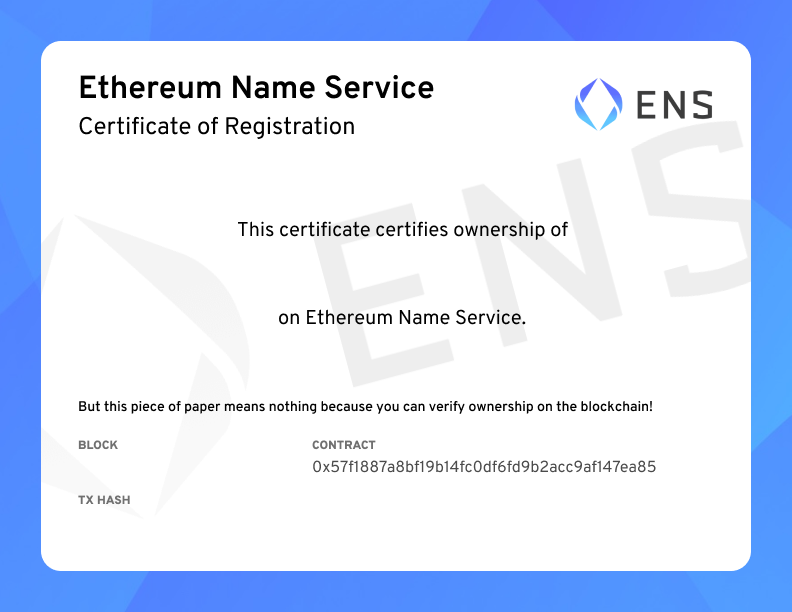 Ethereum Name Service
Certificate of Registration
ENS
ENS
This certificate certifies ownership of
on Ethereum Name Service.
But this piece of paper means nothing because you can verify ownership on the blockchain!
BLOCK
CONTRACT
0x57f1887a8bf19b14fc0df6fd9b2acc9af147ea85
TX HASH